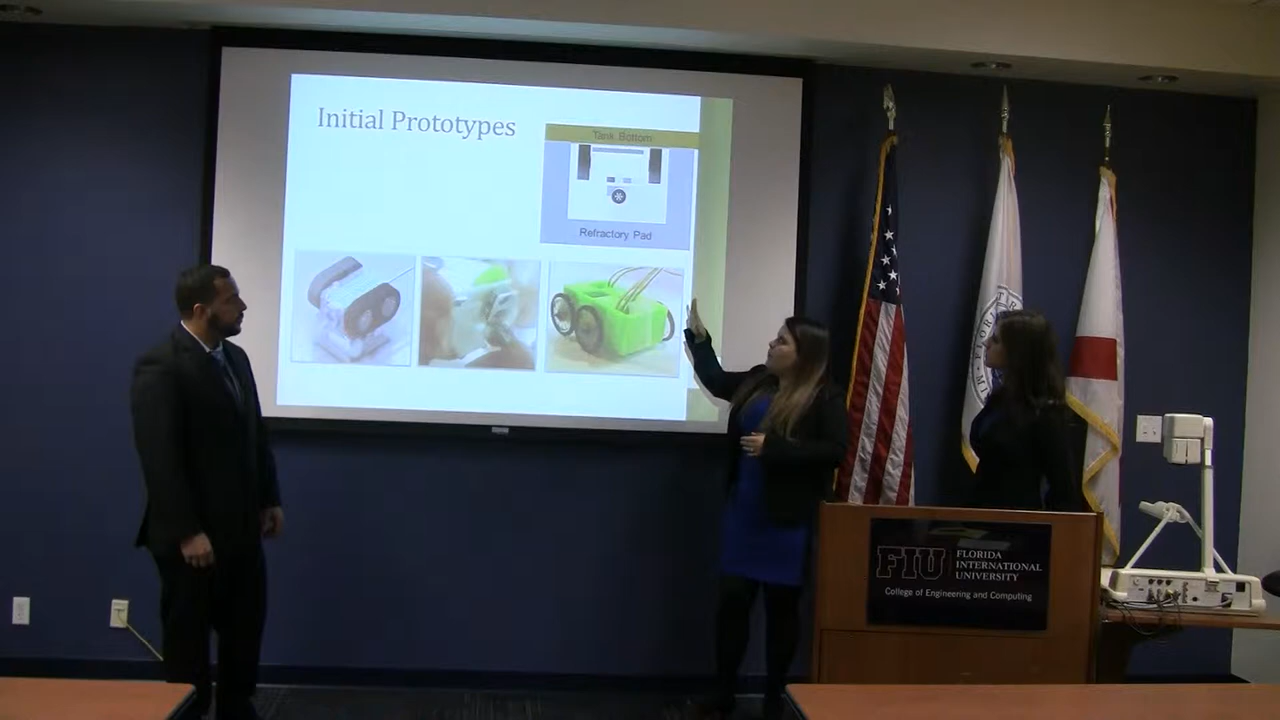 Initial Prototypes
Tank Bottom
Refractory Pad
FIU
FLORIDA
INTERNATIONAL
UNIVERSITY
College of Engineering and Computing